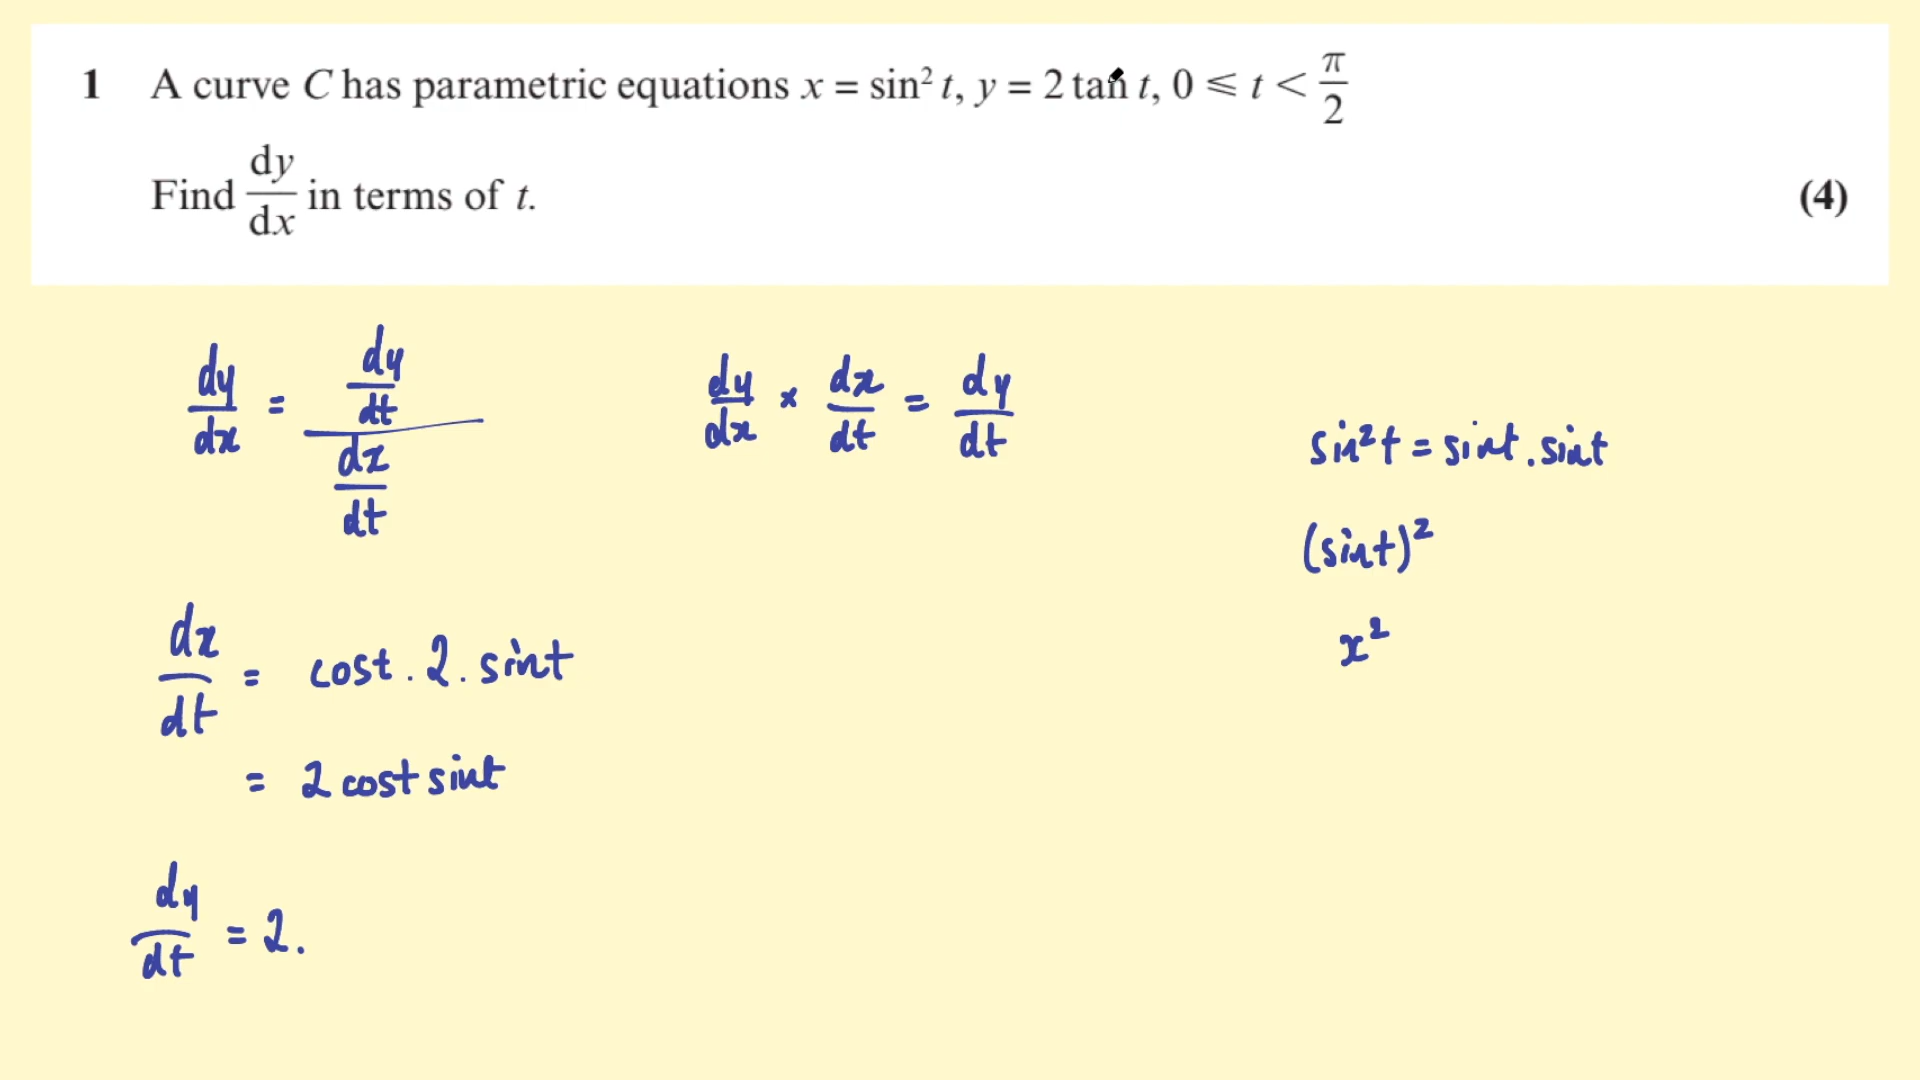 1 A curve C has parametric equations x = sin² t, y = 2 tan t, 0 ⩽ t < π/2
Find dy/dx in terms of t. (4)
dy/dx = (dy/dt)/(dx/dt)
dy/dx × dx/dt = dy/dt
sin²t = sint . sint
(sint)²
x²
dx/dt = cost . 2 . sint
= 2 cost sint
dy/dt = 2.